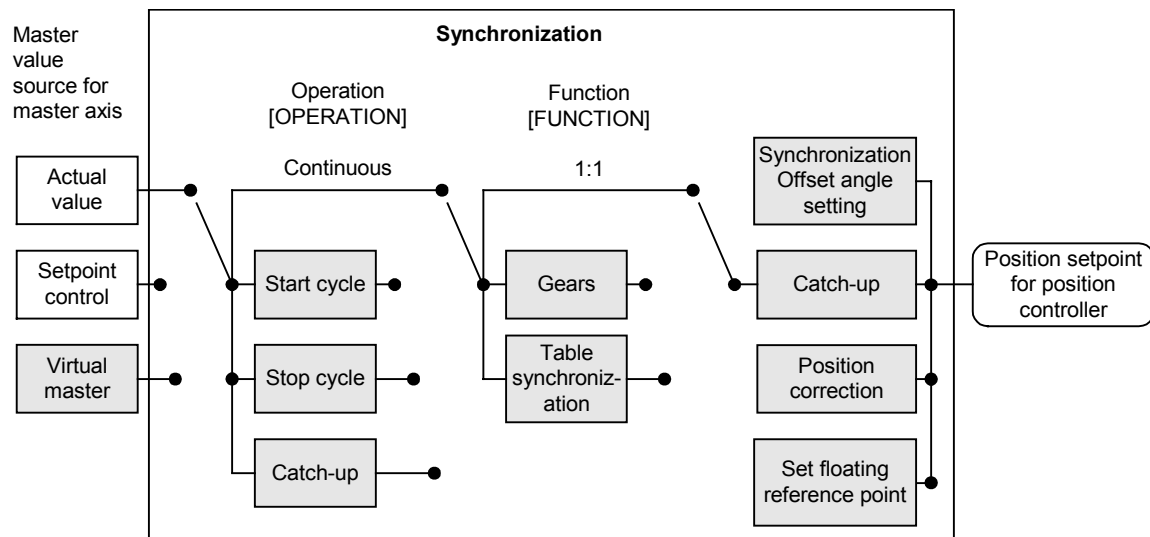 Synchronization
Master
value
source for
master axis
Operation
[OPERATION]
Function
[FUNCTION]
Continuous
1:1
Actual
value
Setpoint
control
Virtual
master
Start cycle
Stop cycle
Catch-up
Gears
Table
synchroniz-
ation
Synchronization
Offset angle
setting
Catch-up
Position
correction
Set floating
reference point
Position setpoint
for position
controller